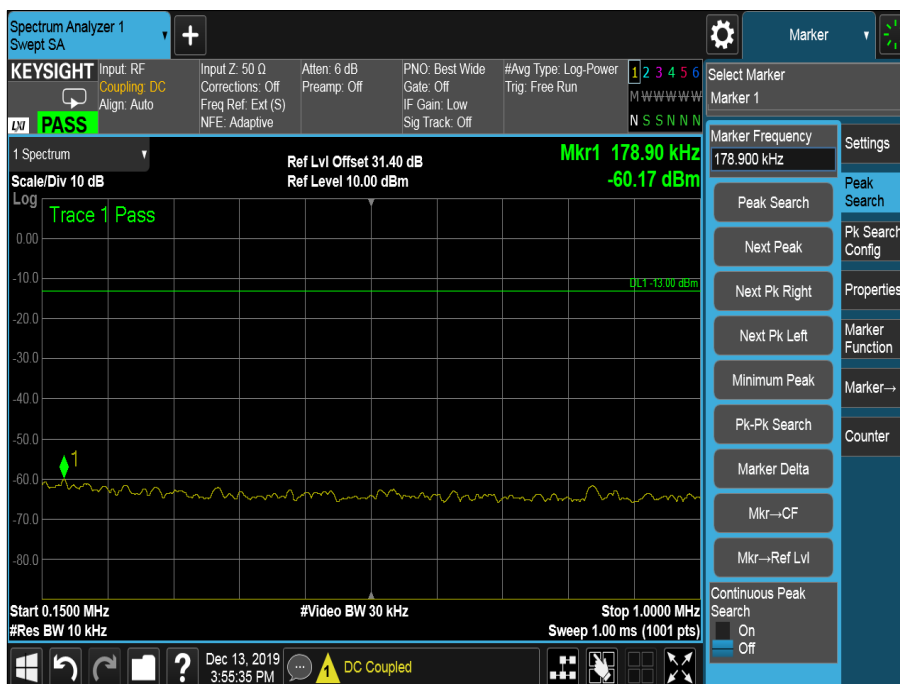 Spectrum Analyzer 1
Swept SA
+
Marker
KEYSIGHT
LXI
PASS
Input: RF
Coupling: DC
Align: Auto
Input Z: 50 Ω
Corrections: Off
Freq Ref: Ext (S)
NFE: Adaptive
Atten: 6 dB
Preamp: Off
PNO: Best Wide
Gate: Off
IF Gain: Low
Sig Track: Off
#Avg Type: Log-Power
Trig: Free Run
1 2 3 4 5 6
M W W W W W
N S S N N N
Select Marker
Marker 1
1 Spectrum
Scale/Div 10 dB
Log
Ref Lvl Offset 31.40 dB
Ref Level 10.00 dBm
Mkr1 178.90 kHz
-60.17 dBm
Trace 1 Pass
0.00
-10.0
DL1 -13.00 dBm
-20.0
-30.0
-40.0
-50.0
1
-60.0
-70.0
-80.0
Start 0.1500 MHz
#Res BW 10 kHz
#Video BW 30 kHz
Stop 1.0000 MHz
Sweep 1.00 ms (1001 pts)
Marker Frequency
178.900 kHz
Peak Search
Next Peak
Next Pk Right
Next Pk Left
Minimum Peak
Pk-Pk Search
Marker Delta
Mkr→CF
Mkr→Ref Lvl
Continuous Peak
Search
On
Off
Settings
Peak
Search
Pk Search
Config
Properties
Marker
Function
Marker→
Counter
?
Dec 13, 2019
3:55:35 PM
1
DC Coupled